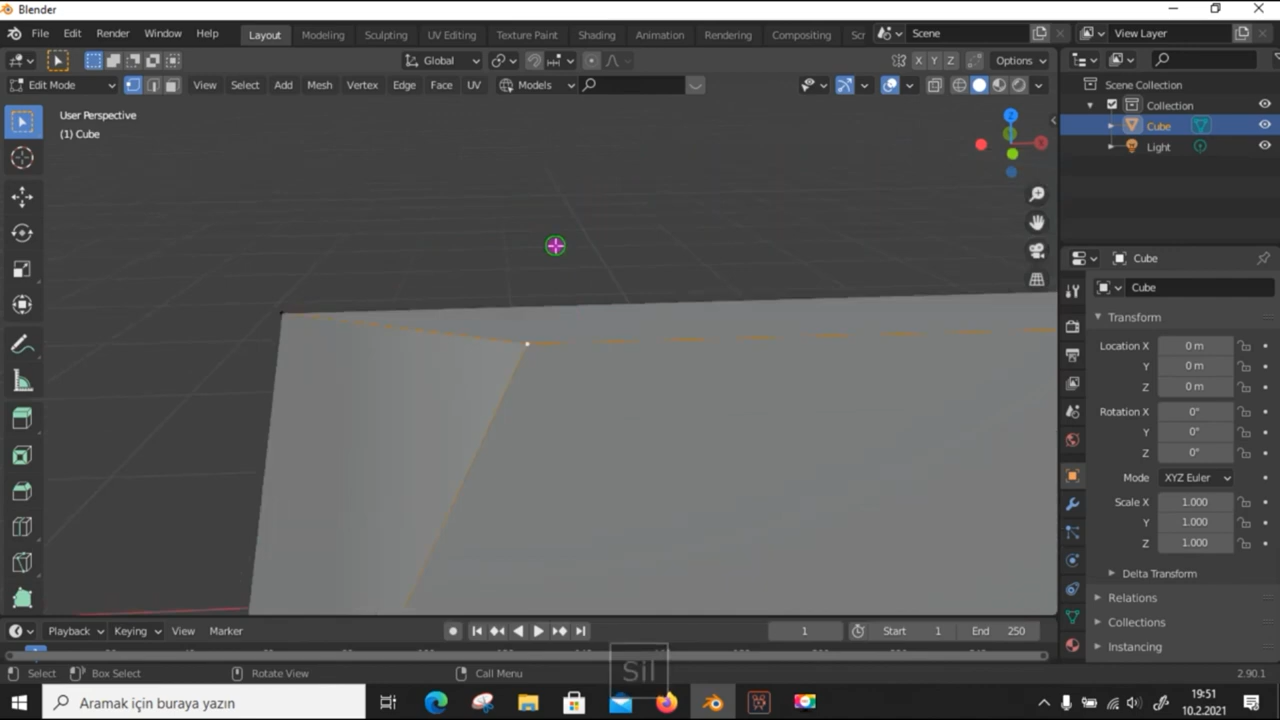 Blender
File Edit Render Window Help Layout Modeling Sculpting UV Editing Texture Paint Shading Animation Rendering Compositing Scr Scene View Layer
Global X Y Z Options
Edit Mode View Select Add Mesh Vertex Edge Face UV Models
User Perspective
(1) Cube
Z
X
Scene Collection
Collection
Cube
Light
Cube
Cube
Transform
Location X 0 m
Y 0 m
Z 0 m
Rotation X 0°
Y 0°
Z 0°
Mode XYZ Euler
Scale X 1.000
Y 1.000
Z 1.000
Delta Transform
Relations
Collections
Instancing
Playback Keying View Marker 1 Start 1 End 250
Select Box Select Rotate View Call Menu 2.90.1
Sil
Aramak için buraya yazın
19:51
10.2.2021